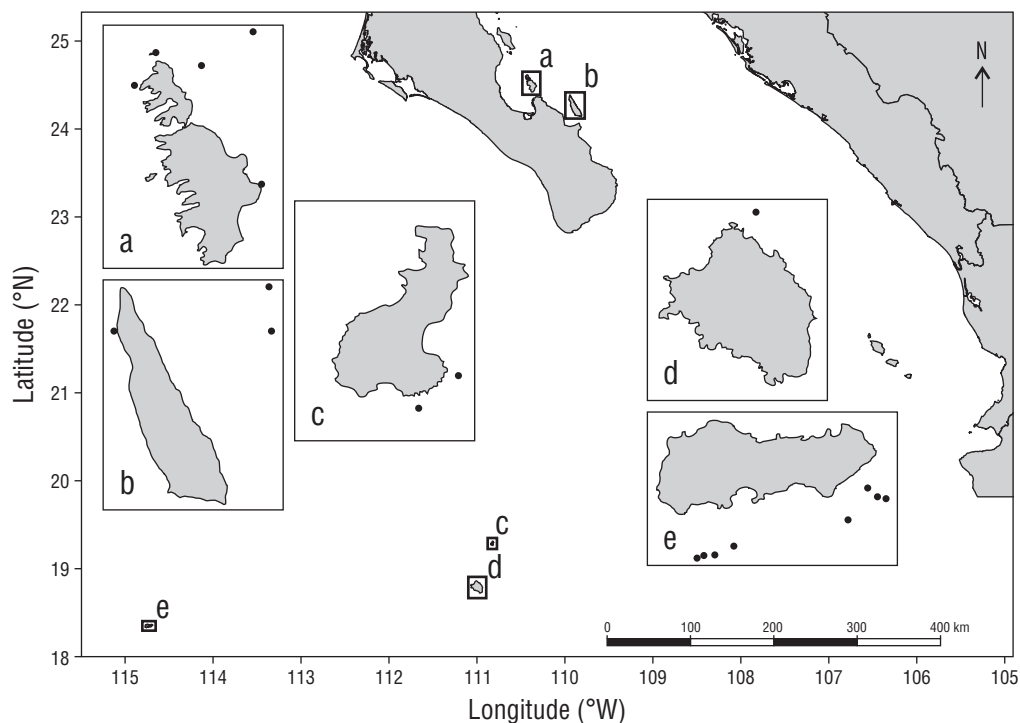 25
24
23
22
21
20
19
18
Latitude (°N)
N
a
b
a
b
c
d
e
c
d
e
0 100 200 300 400 km
115 114 113 112 111 110 109 108 107 106 105
Longitude (°W)